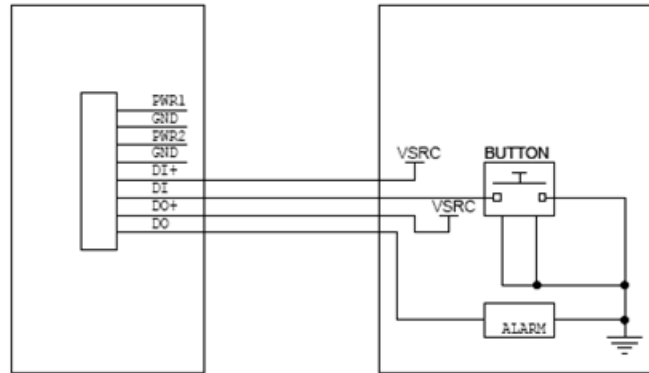 PWR1
GND
PWR2
GND
DI+
DI
DO+
DO
VSRC
BUTTON
VSRC
ALARM